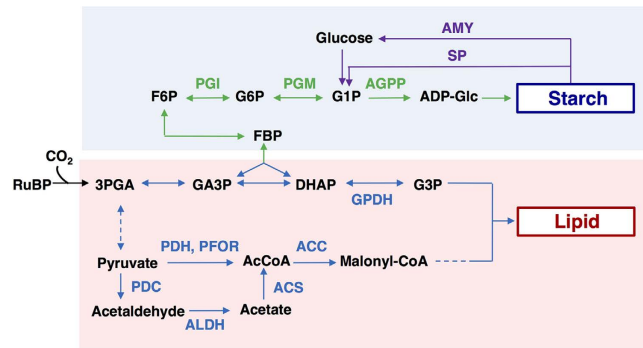 AMY
Glucose
SP
PGI PGM AGPP
F6P G6P G1P ADP-Glc Starch
FBP
CO2
RuBP 3PGA GA3P DHAP G3P
GPDH
Lipid
PDH, PFOR ACC
Pyruvate AcCoA Malonyl-CoA
PDC ACS
Acetaldehyde Acetate
ALDH